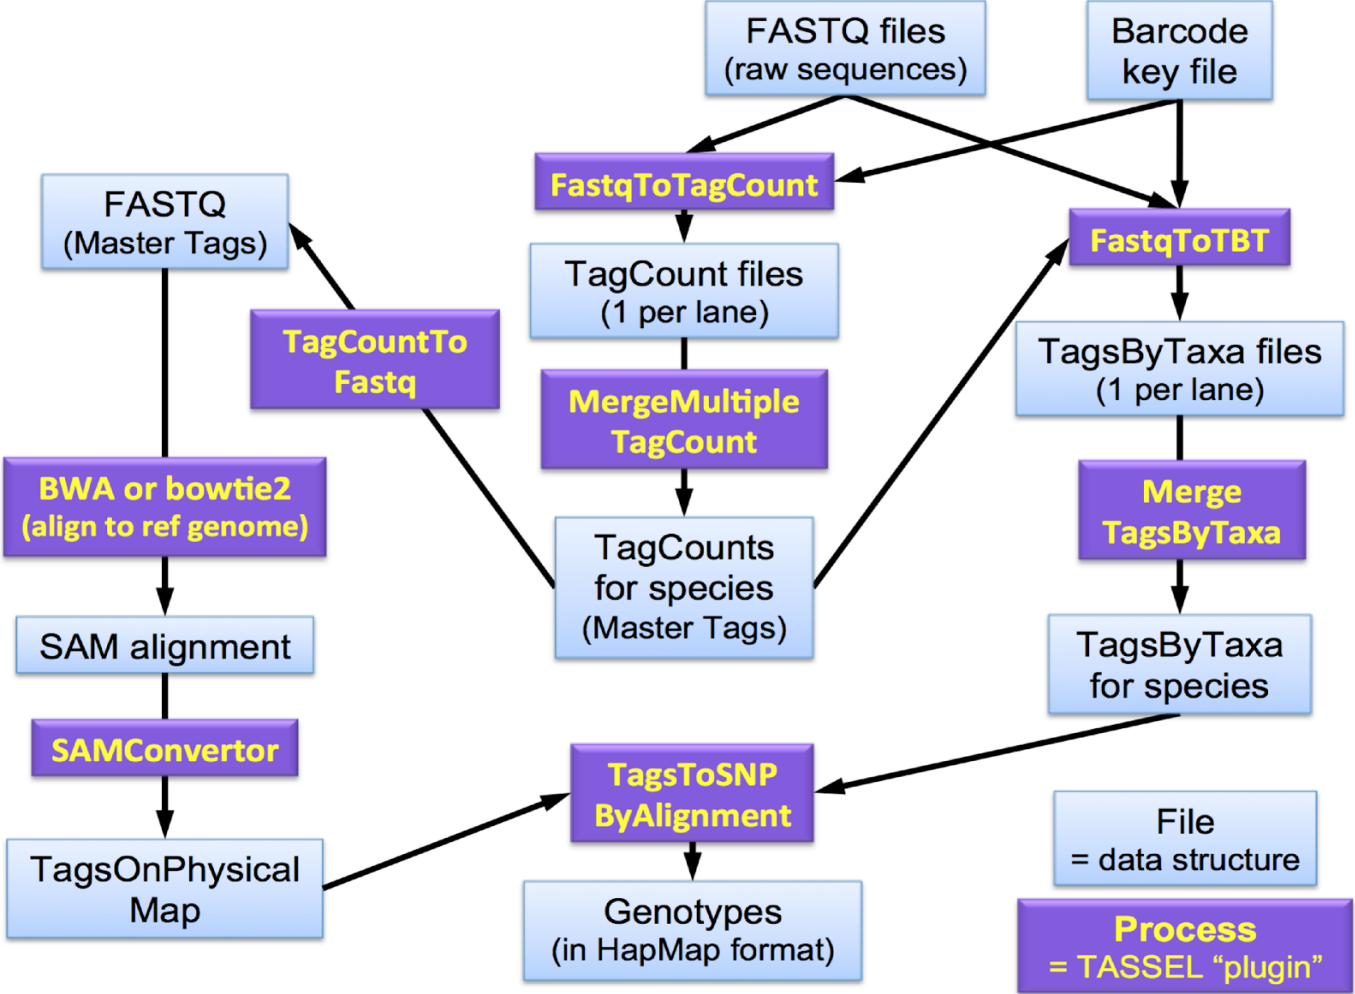 FASTQ files
(raw sequences)
Barcode
key file
FastqToTagCount
FASTQ
(Master Tags)
FastqToTBT
TagCount files
(1 per lane)
TagCountTo
Fastq
TagsByTaxa files
(1 per lane)
MergeMultiple
TagCount
BWA or bowtie2
(align to ref genome)
Merge
TagsByTaxa
TagCounts
for species
(Master Tags)
SAM alignment
TagsByTaxa
for species
SAMConvertor
TagsToSNP
ByAlignment
File
= data structure
TagsOnPhysical
Map
Genotypes
(in HapMap format)
Process
= TASSEL “plugin”